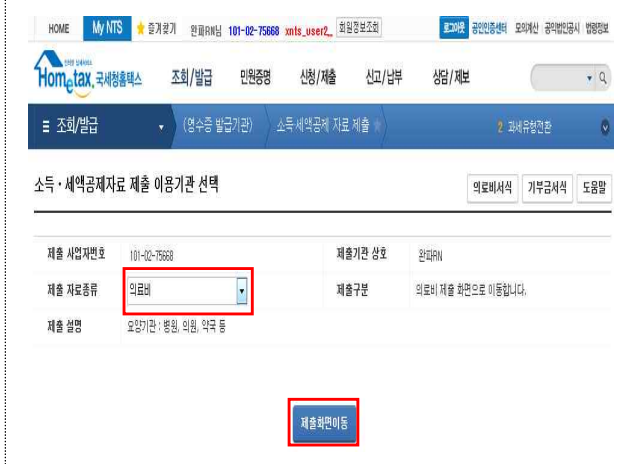 HOME My NTS 즐겨찾기 완파RN님 101-02-75668 xnts_user2_ 회원정보조회 로그아웃 공인인증센터 모의계산 공익법인공시 법령정보
Hometax. 국세청홈택스 조회/발급 민원증명 신청/제출 신고/납부 상담/제보
조회/발급 (영수증 발급기관) 소득·세액공제 자료 제출 2 과세유형전환
소득·세액공제자료 제출 이용기관 선택 의료비서식 기부금서식 도움말
제출 사업자번호 101-02-75668 제출기관 상호 완파RN
제출 자료종류 의료비 제출구분 의료비 제출 화면으로 이동합니다.
제출 설명 요양기관 : 병원, 의원, 약국 등
제출화면이동